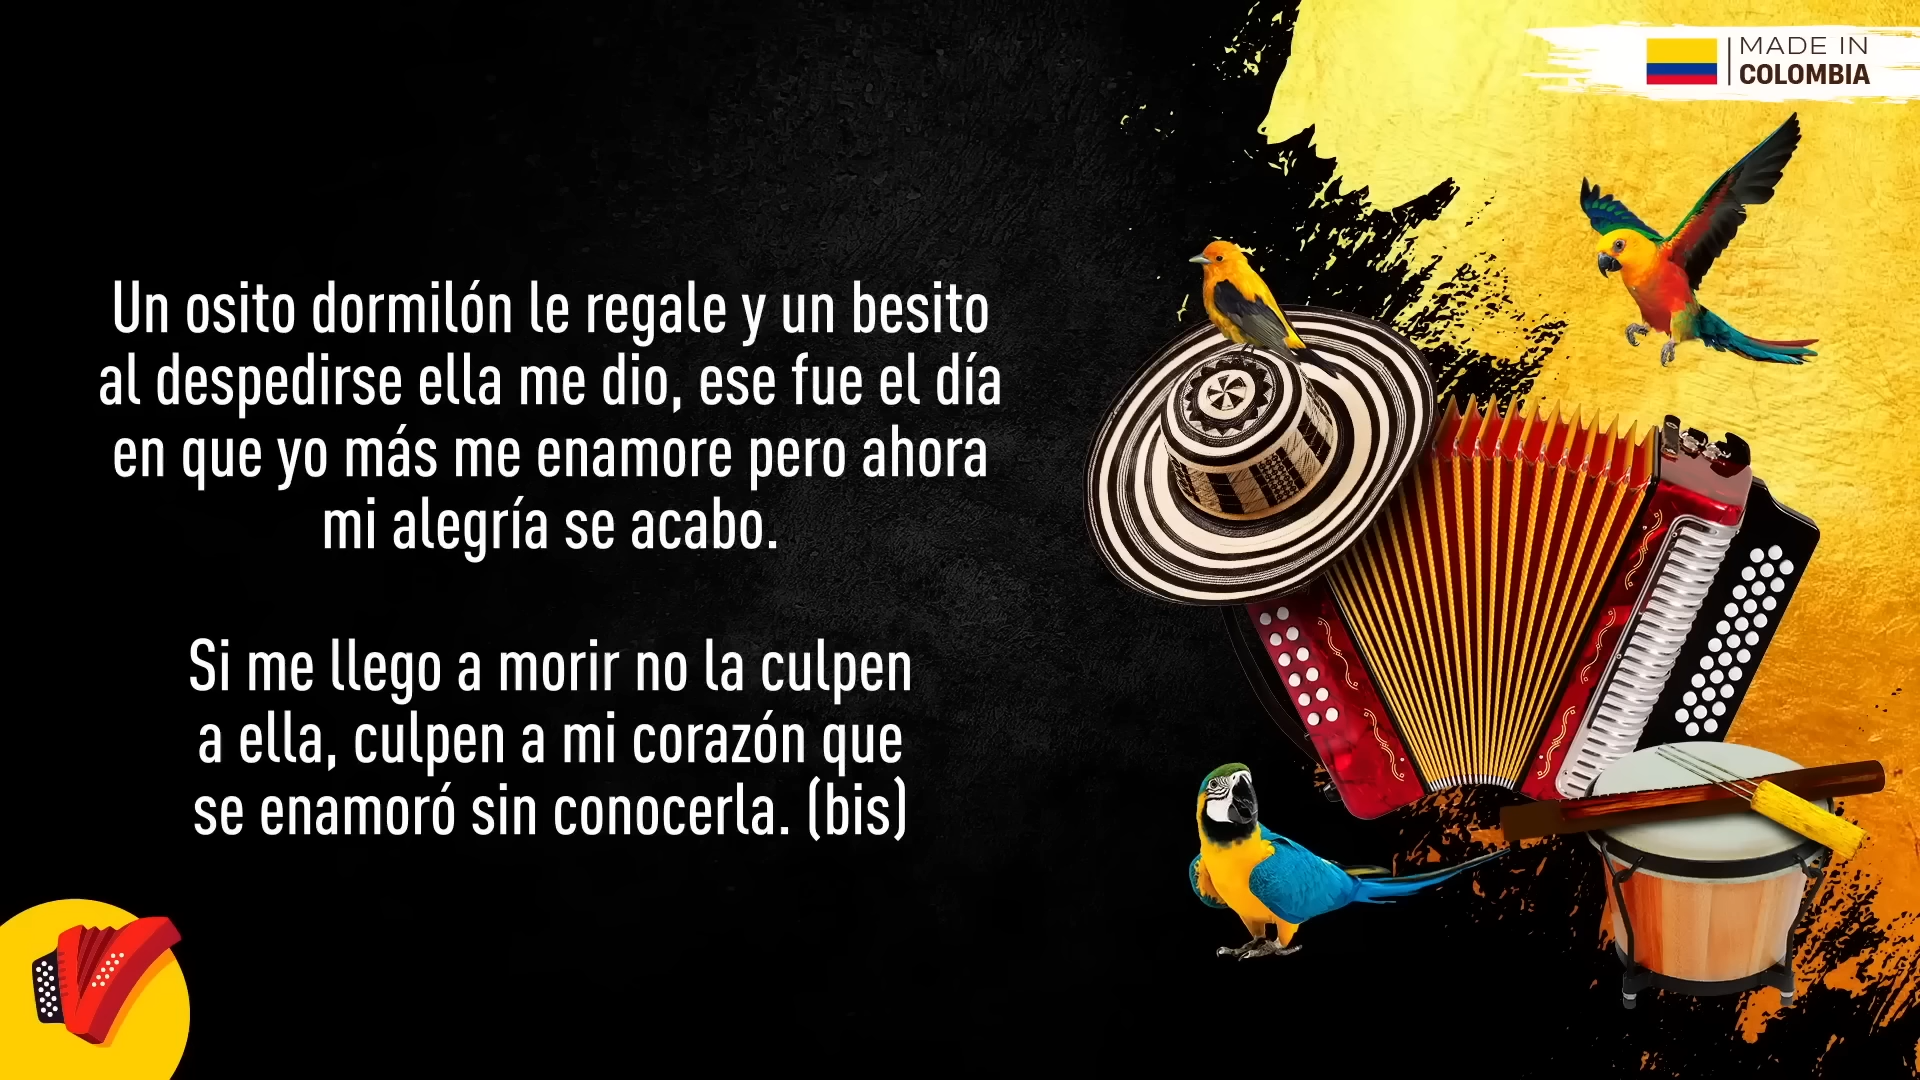 MADE IN
COLOMBIA
Un osito dormilón le regale y un besito
al despedirse ella me dio, ese fue el día
en que yo más me enamore pero ahora
mi alegría se acabo.
Si me llego a morir no la culpen
a ella, culpen a mi corazón que
se enamoró sin conocerla. (bis)